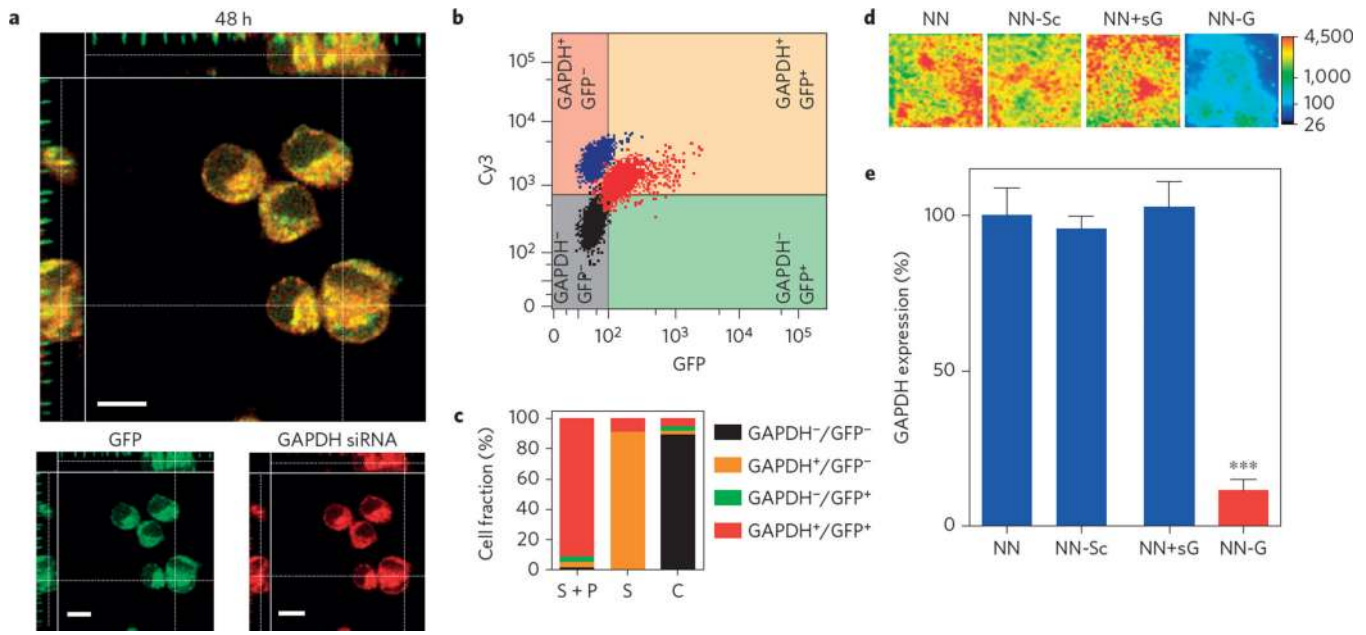 a
48 h
GFP
GAPDH siRNA
b
Cy3
10⁵
10⁴
10³
10²
0
GAPDH⁺
GFP⁻
GAPDH⁺
GFP⁺
GAPDH⁻
GFP⁻
GAPDH⁻
GFP⁺
0 10² 10³ 10⁴ 10⁵
GFP
c
Cell fraction (%)
100
80
60
40
20
0
S + P S C
GAPDH⁻/GFP⁻
GAPDH⁺/GFP⁻
GAPDH⁻/GFP⁺
GAPDH⁺/GFP⁺
d
NN NN-Sc NN+sG NN-G
4,500
1,000
100
26
e
GAPDH expression (%)
100
50
0
***
NN NN-Sc NN+sG NN-G